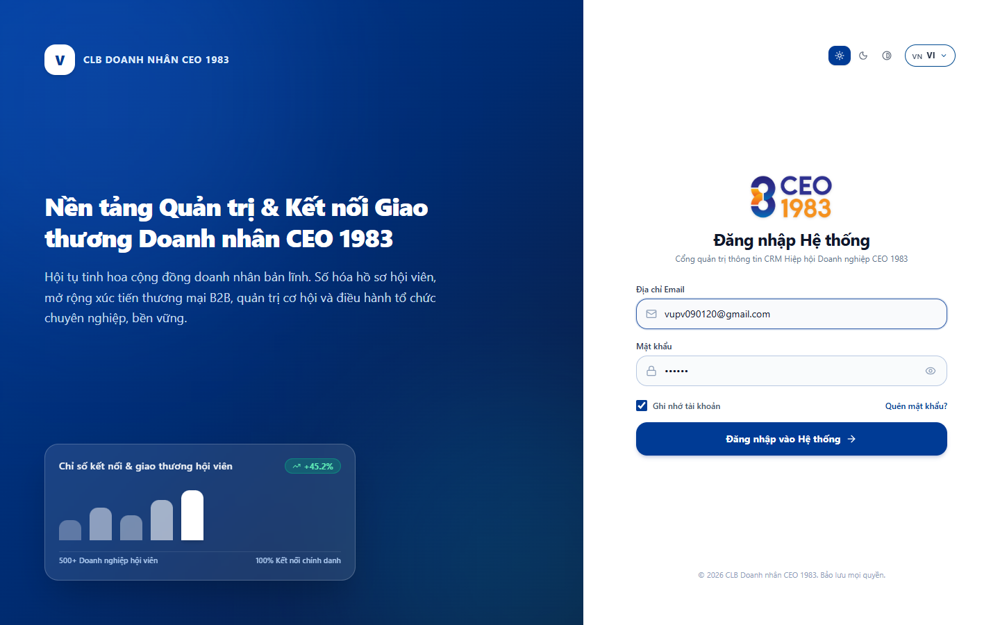 V
CLB DOANH NHÂN CEO 1983
Nền tảng Quản trị & Kết nối Giao
thương Doanh nhân CEO 1983
Hội tụ tinh hoa cộng đồng doanh nhân bản lĩnh. Số hóa hồ sơ hội viên,
mở rộng xúc tiến thương mại B2B, quản trị cơ hội và điều hành tổ chức
chuyên nghiệp, bền vững.
Chỉ số kết nối & giao thương hội viên
+45.2%
500+ Doanh nghiệp hội viên
100% Kết nối chính danh
VN VI
CEO
1983
Đăng nhập Hệ thống
Cổng quản trị thông tin CRM Hiệp hội Doanh nghiệp CEO 1983
Địa chỉ Email
vupv090120@gmail.com
Mật khẩu
••••••
Ghi nhớ tài khoản
Quên mật khẩu?
Đăng nhập vào Hệ thống →
© 2026 CLB Doanh nhân CEO 1983. Bảo lưu mọi quyền.